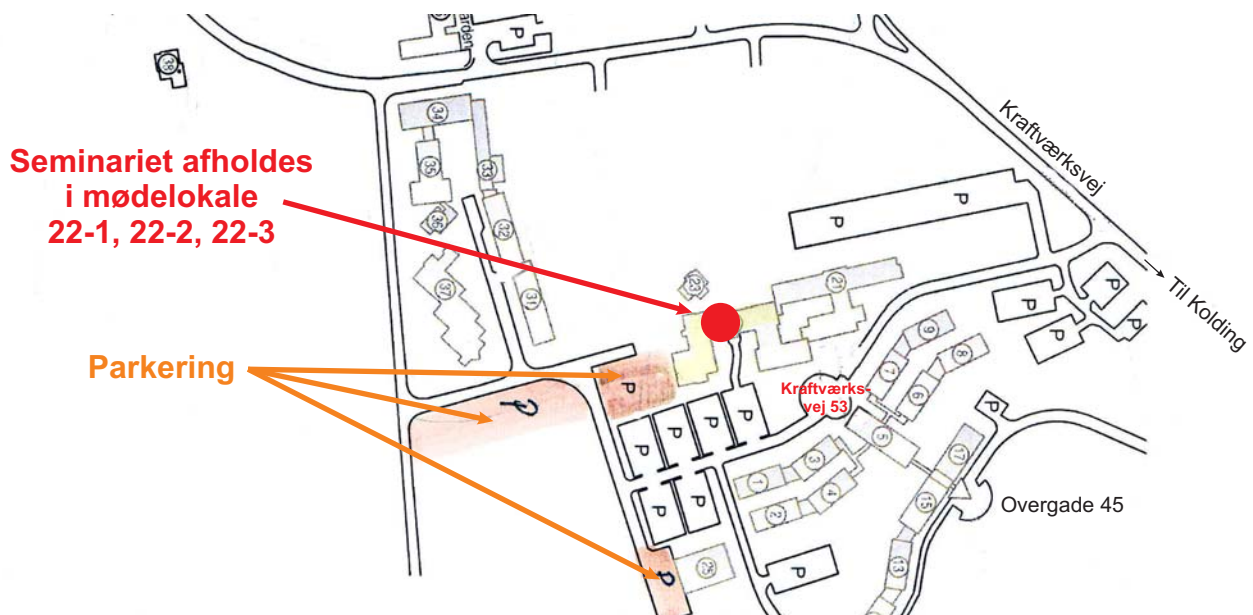 arden
P
38
34
35
33
36
32
37
31
Seminariet afholdes
i mødelokale
22-1, 22-2, 22-3
Kraftværksvej
Til Kolding
P
P
23
21
P
P
P
P
9
8
7
6
5
Kraftværks-
vej 53
Parkering
P
P
P
P
P
P
P
P
P
P
3
1
4
2
17
15
13
Overgade 45
P
25
P